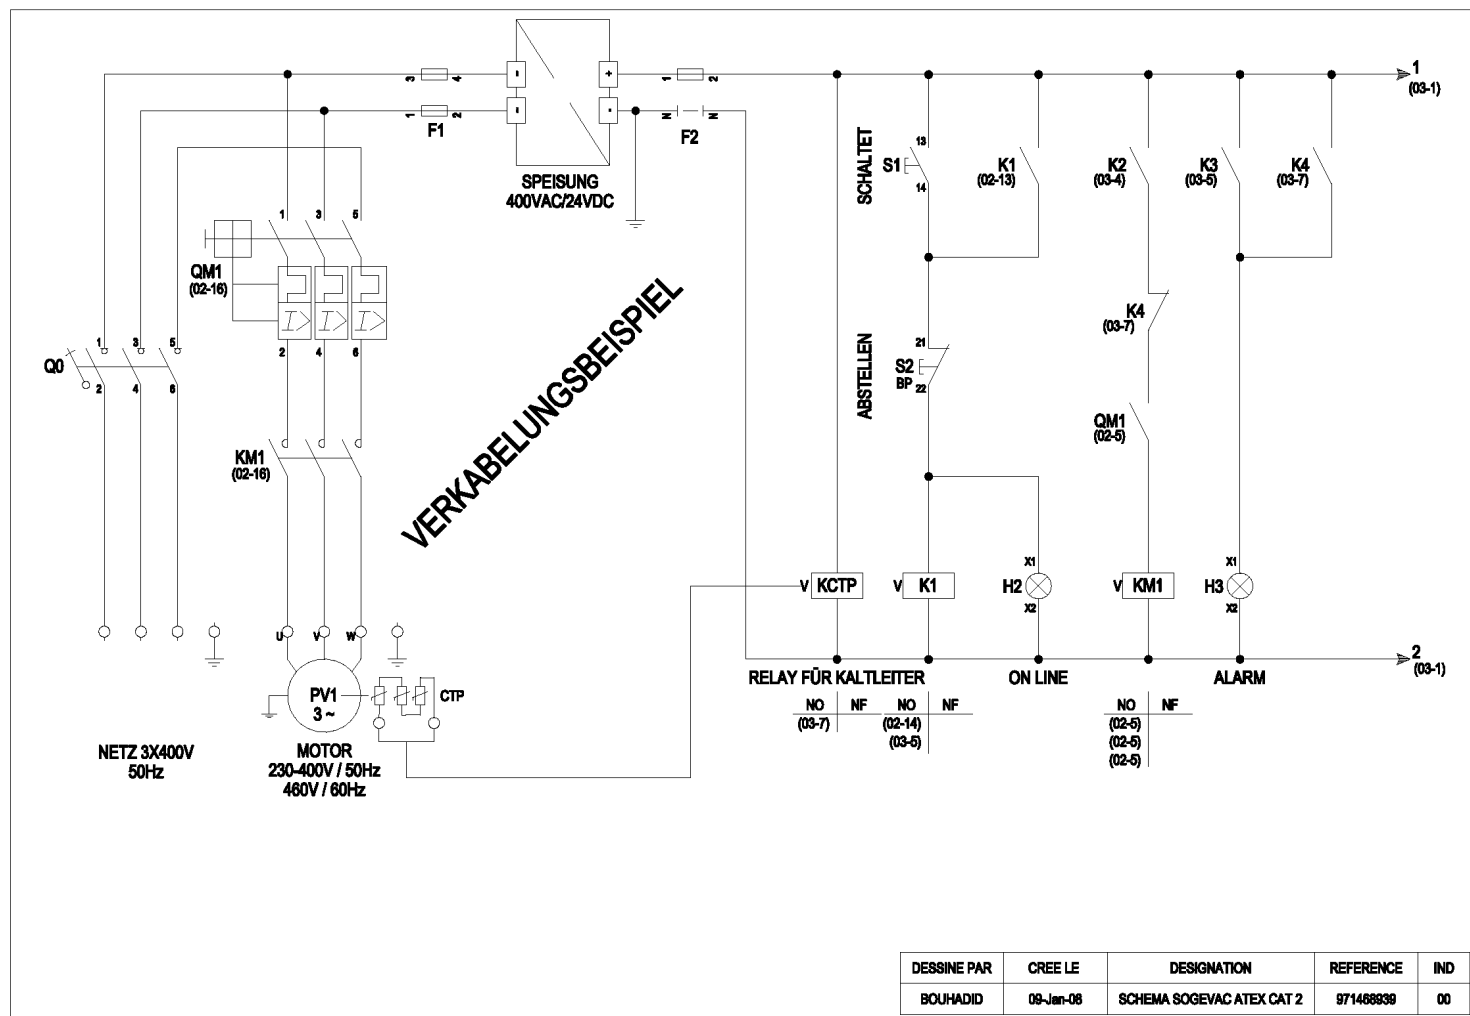 1
(03-1)
3 4
1 2
1 2
N N
F1
F2
+
-
SPEISUNG
400VAC/24VDC
SCHALTET
S1
13
14
K1
(02-13)
K2
(03-4)
K3
(03-5)
K4
(03-7)
1 3 5
QM1
(02-16)
I> I> I>
2 4 6
VERKABELUNGSBEISPIEL
K4
(03-7)
Q0
1 3 5
2 4 6
ABSTELLEN
21
S2
BP 22
QM1
(02-5)
KM1
(02-16)
V KCTP
V K1
X1
H2
X2
V KM1
X1
H3
X2
U V W
2
(03-1)
RELAY FÜR KALTLEITER
ON LINE
ALARM
PV1
3 ~
CTP
NO NF
(03-7)
NO NF
(02-14)
(03-5)
NO NF
(02-5)
(02-5)
(02-5)
NETZ 3X400V
50Hz
MOTOR
230-400V / 50Hz
460V / 60Hz
DESSINE PAR CREE LE DESIGNATION REFERENCE IND
BOUHADID 09-Jan-08 SCHEMA SOGEVAC ATEX CAT 2 971468939 00